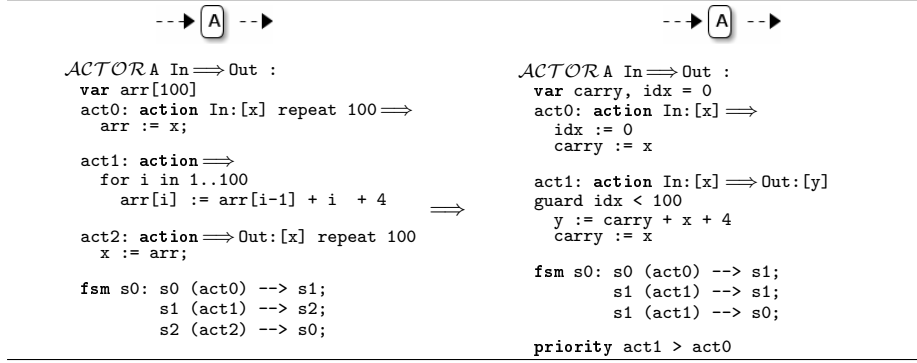 A
ACTOR A In⟹Out :
var arr[100]
act0: action In:[x] repeat 100⟹
arr := x;
act1: action⟹
for i in 1..100
arr[i] := arr[i-1] + i + 4
act2: action⟹Out:[x] repeat 100
x := arr;
fsm s0: s0 (act0) --> s1;
s1 (act1) --> s2;
s2 (act2) --> s0;
⟹
A
ACTOR A In⟹Out :
var carry, idx = 0
act0: action In:[x]⟹
idx := 0
carry := x
act1: action In:[x]⟹Out:[y]
guard idx < 100
y := carry + x + 4
carry := x
fsm s0: s0 (act0) --> s1;
s1 (act1) --> s1;
s1 (act1) --> s0;
priority act1 > act0